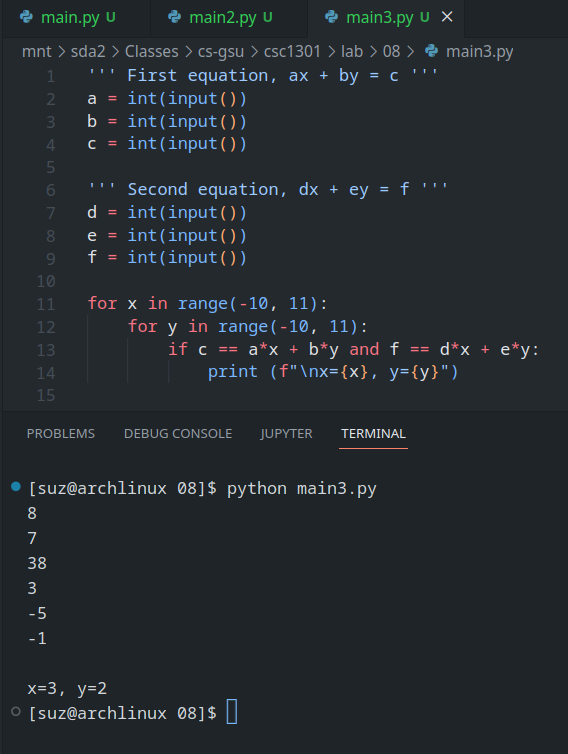 main.py U main2.py U main3.py U ×
mnt > sda2 > Classes > cs-gsu > csc1301 > lab > 08 > main3.py
1 ''' First equation, ax + by = c '''
2 a = int(input())
3 b = int(input())
4 c = int(input())
5
6 ''' Second equation, dx + ey = f '''
7 d = int(input())
8 e = int(input())
9 f = int(input())
10
11 for x in range(-10, 11):
12     for y in range(-10, 11):
13         if c == a*x + b*y and f == d*x + e*y:
14             print (f"\nx={x}, y={y}")
15
PROBLEMS DEBUG CONSOLE JUPYTER TERMINAL
[suz@archlinux 08]$ python main3.py
8
7
38
3
-5
-1
x=3, y=2
[suz@archlinux 08]$